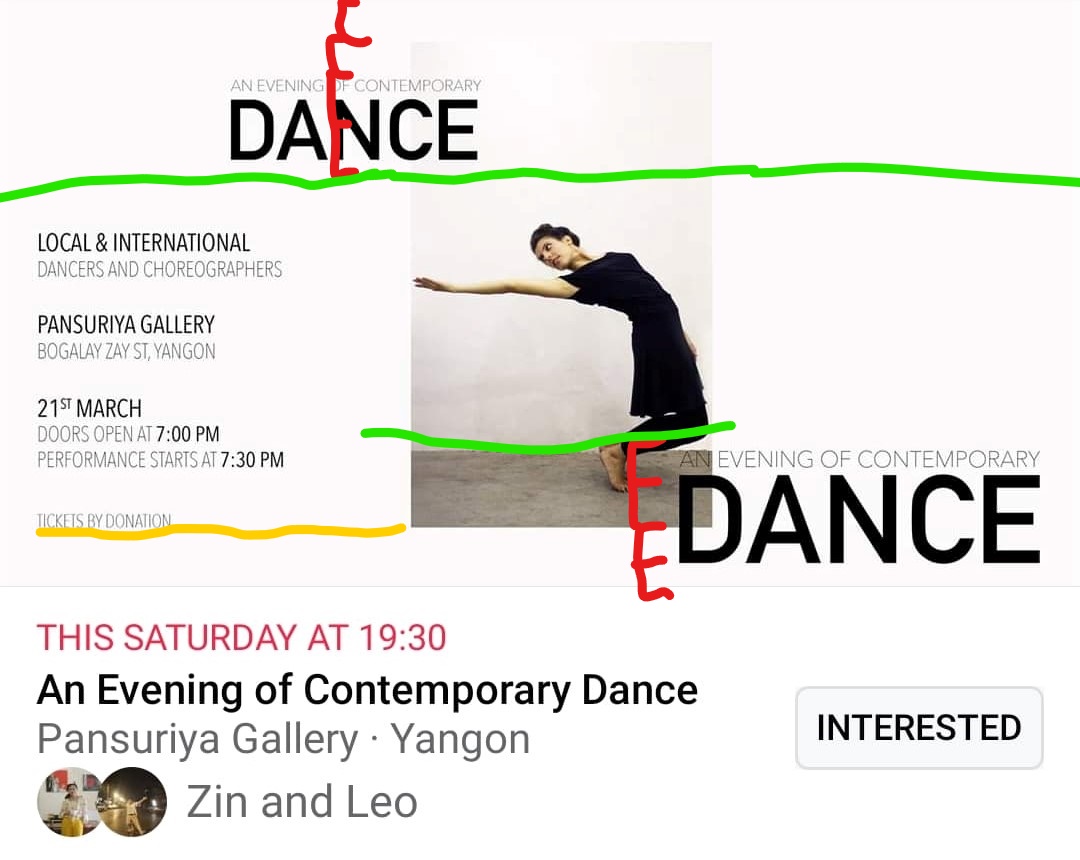 AN EVENING OF CONTEMPORARY
DANCE
LOCAL & INTERNATIONAL
DANCERS AND CHOREOGRAPHERS
PANSURIYA GALLERY
BOGALAY ZAY ST, YANGON
21ST MARCH
DOORS OPEN AT 7:00 PM
PERFORMANCE STARTS AT 7:30 PM
TICKETS BY DONATION
AN EVENING OF CONTEMPORARY
DANCE
THIS SATURDAY AT 19:30
An Evening of Contemporary Dance
Pansuriya Gallery · Yangon
INTERESTED
Zin and Leo